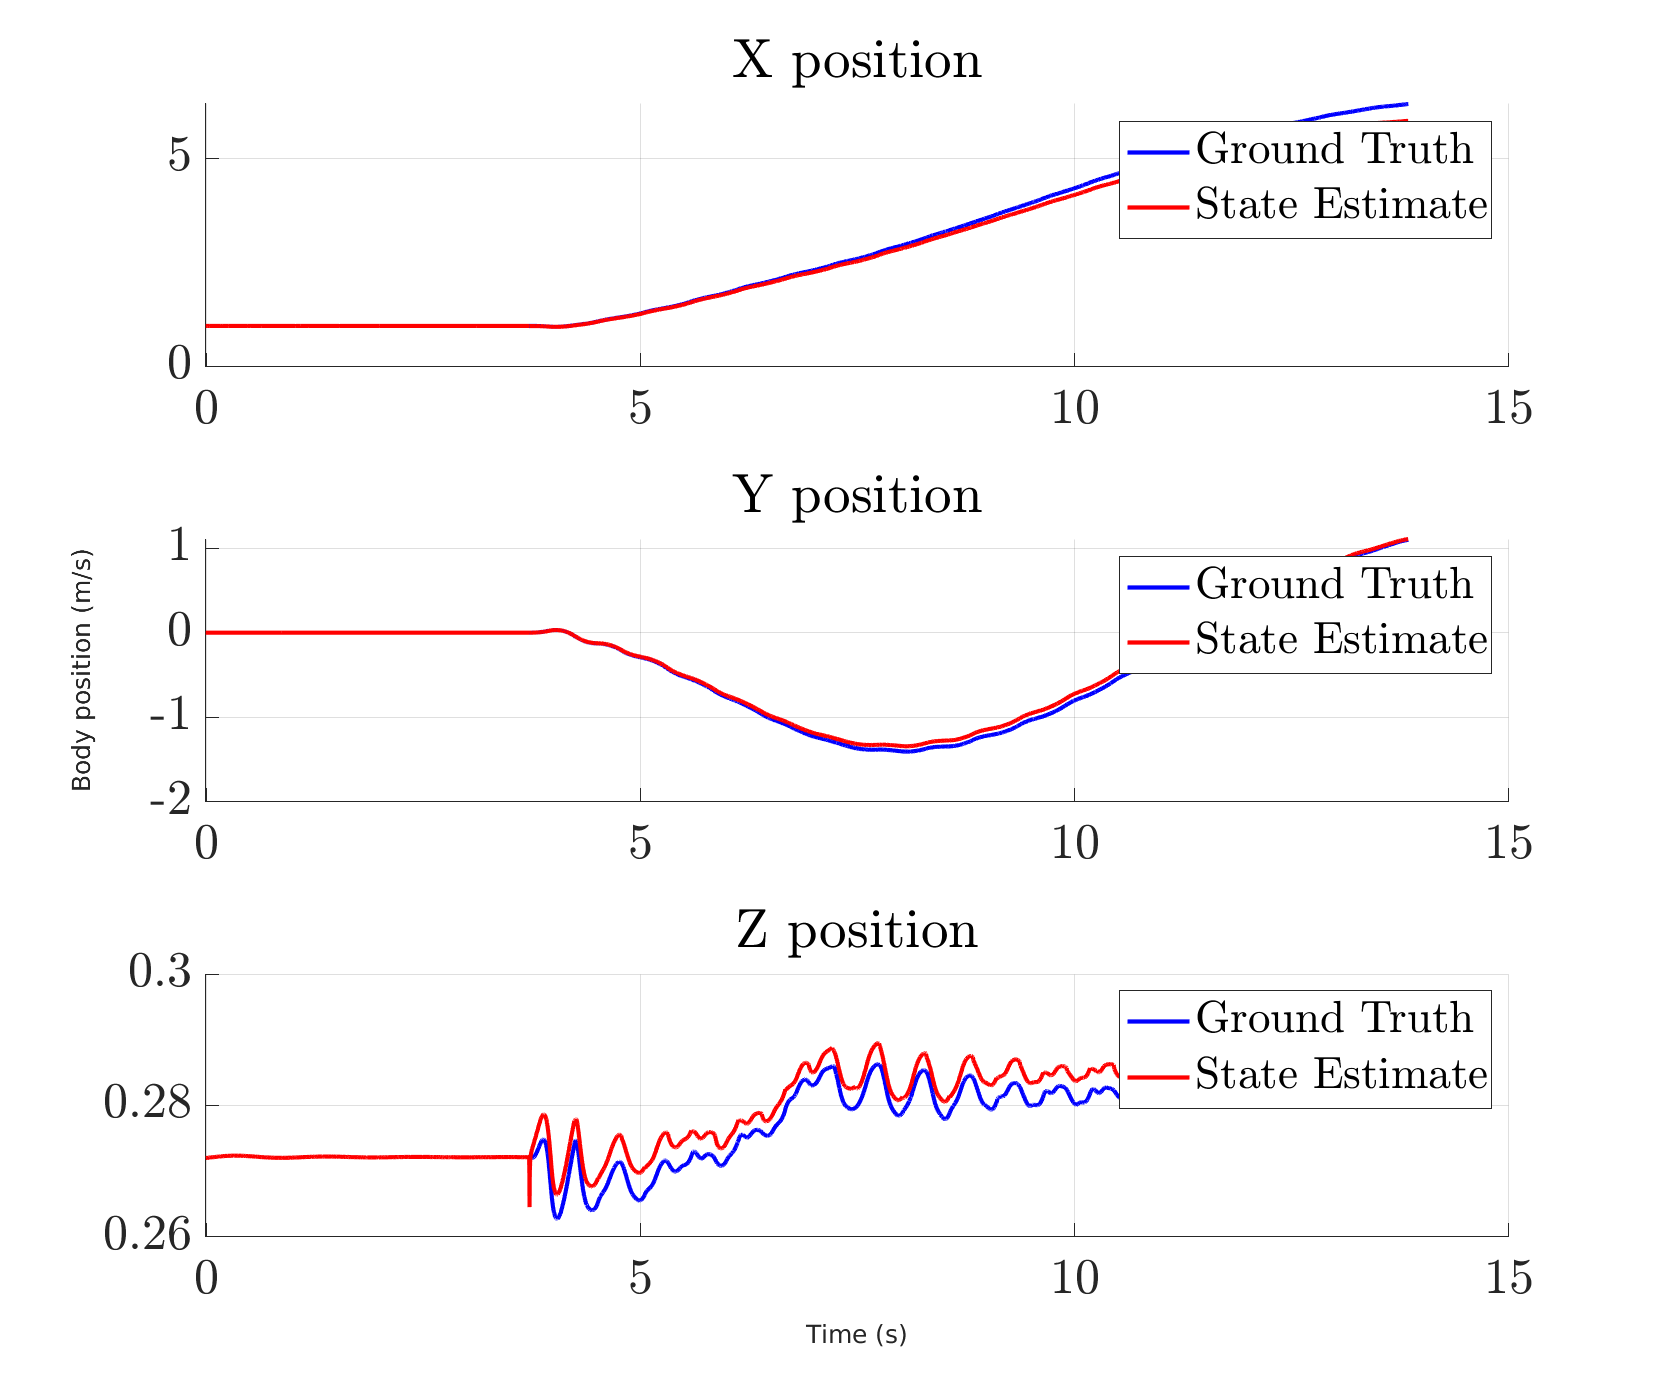 X position
5
0
0 5 10 15
Ground Truth
State Estimate
Y position
Body position (m/s)
1
0
-1
-2
0 5 10 15
Ground Truth
State Estimate
Z position
0.3
0.28
0.26
0 5 10 15
Ground Truth
State Estimate
Time (s)